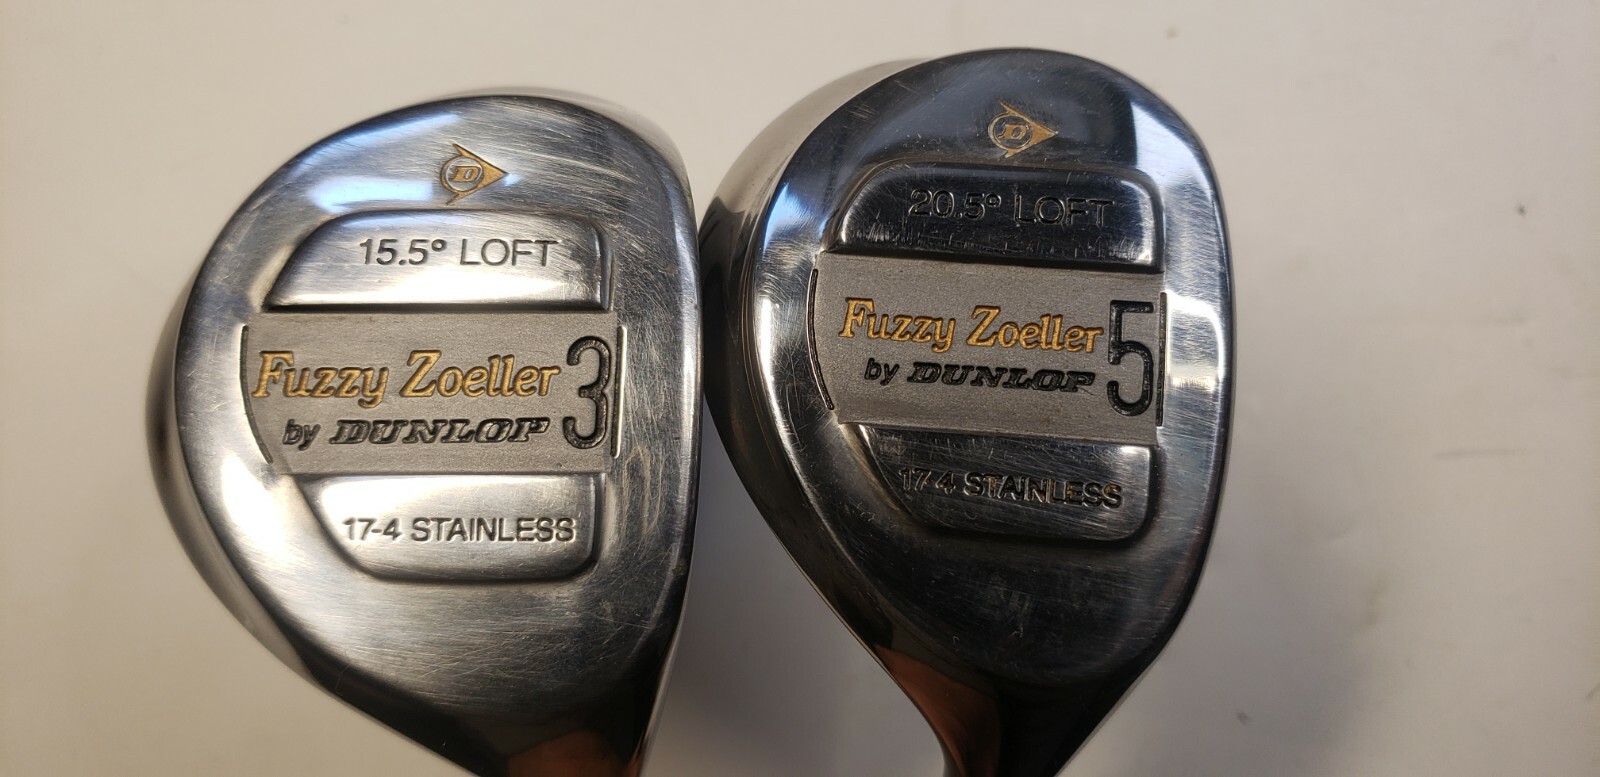 D
15.5° LOFT
Fuzzy Zoeller 3
by DUNLOP
17-4 STAINLESS
D
20.5° LOFT
Fuzzy Zoeller 5
by DUNLOP
17-4 STAINLESS